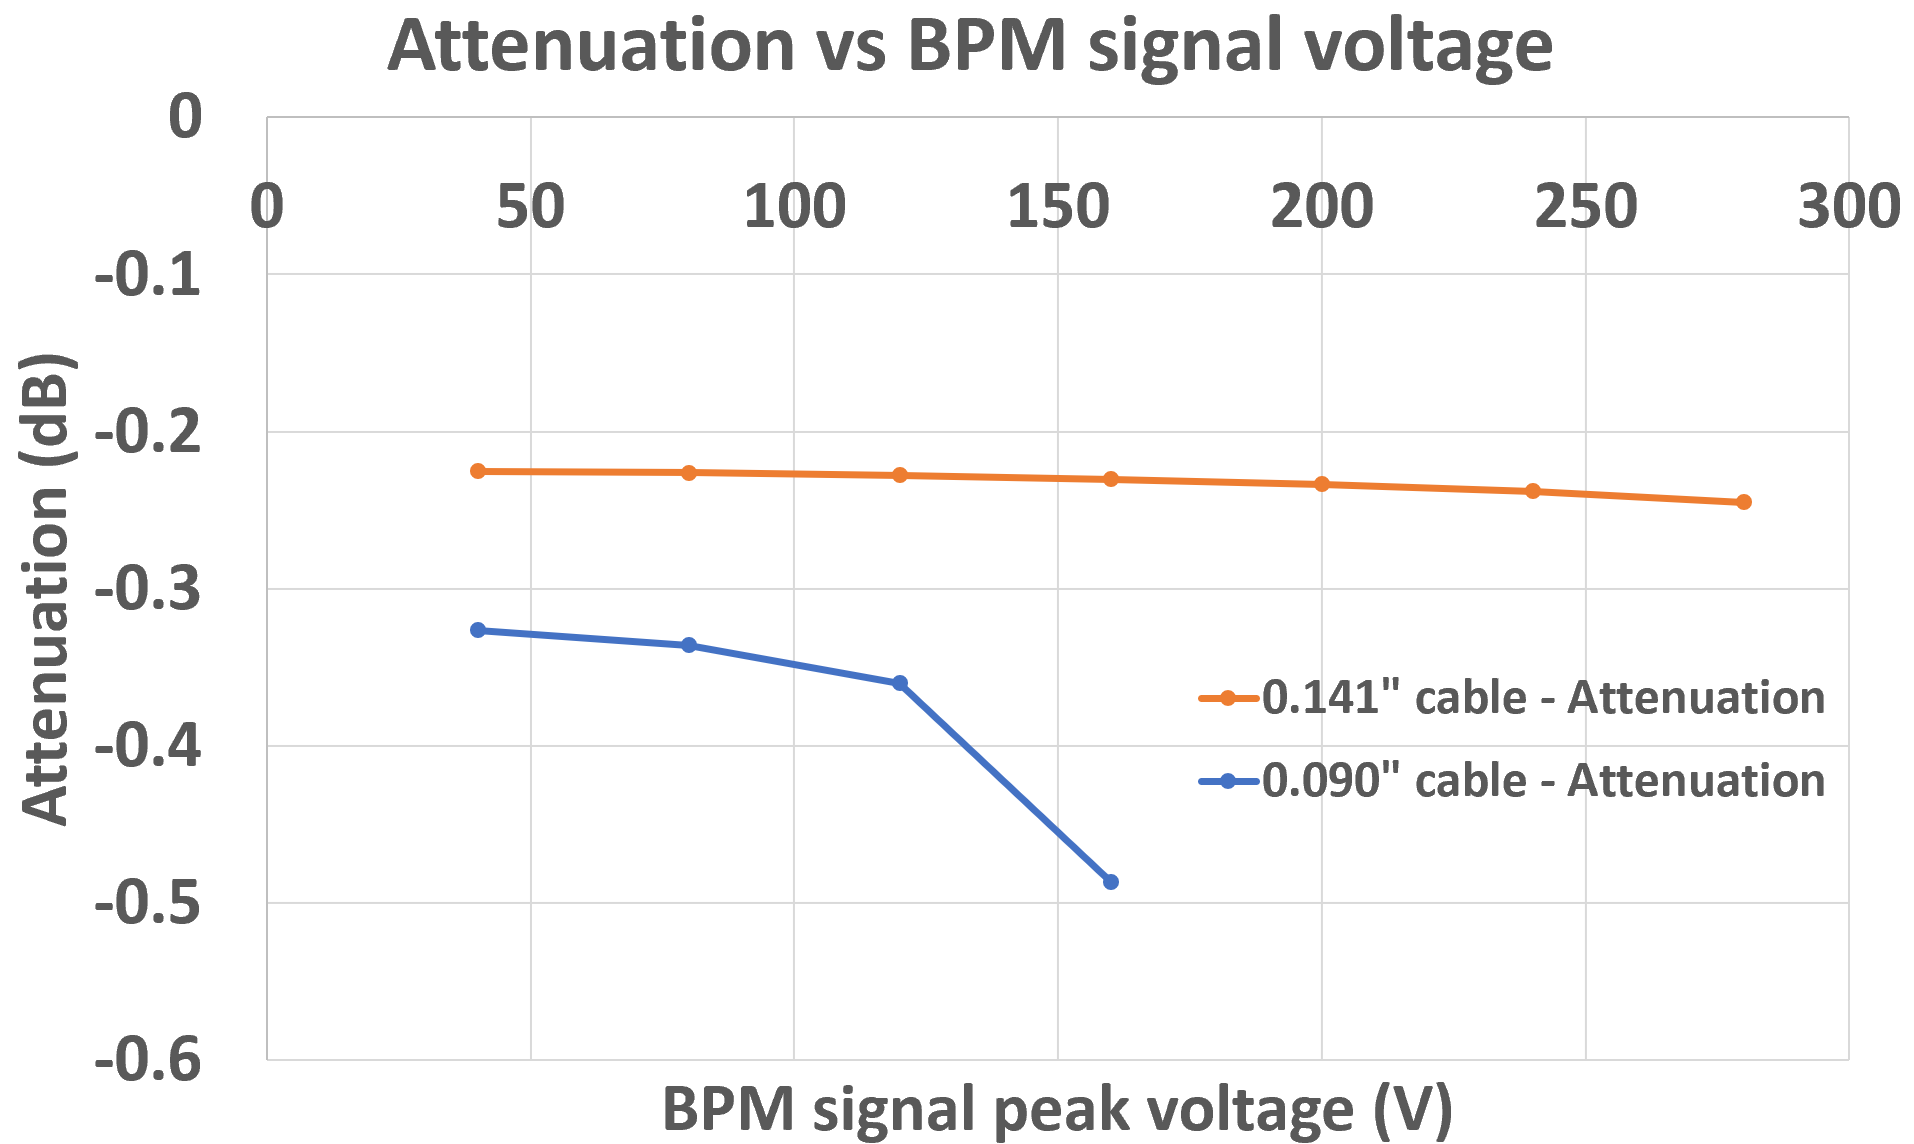 Attenuation vs BPM signal voltage
0
0 50 100 150 200 250 300
-0.1
-0.2
-0.3
-0.4
-0.5
-0.6
Attenuation (dB)
0.141" cable - Attenuation
0.090" cable - Attenuation
BPM signal peak voltage (V)